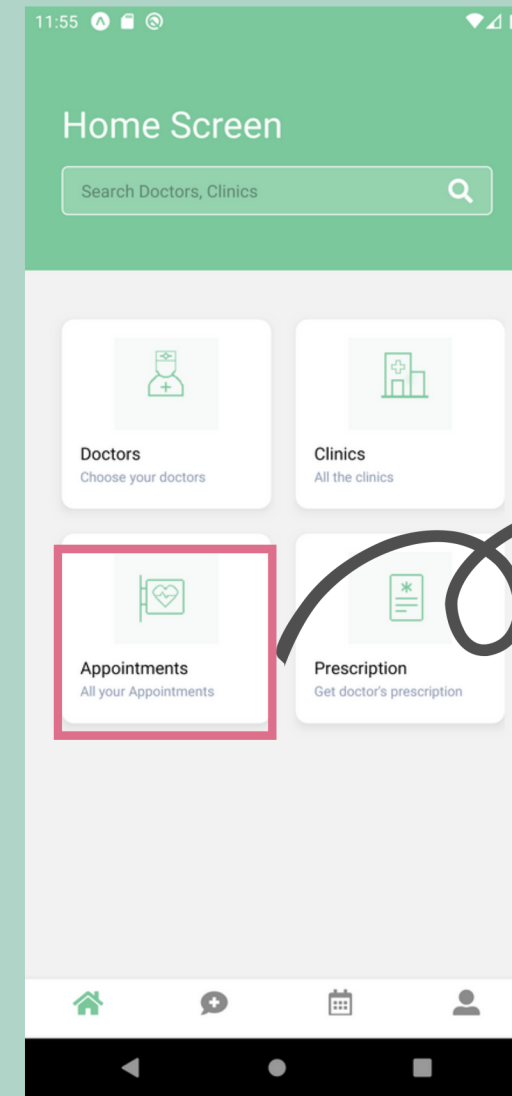 11:55
Home Screen
Search Doctors, Clinics
Doctors
Choose your doctors
Clinics
All the clinics
Appointments
All your Appointments
Prescription
Get doctor's prescription